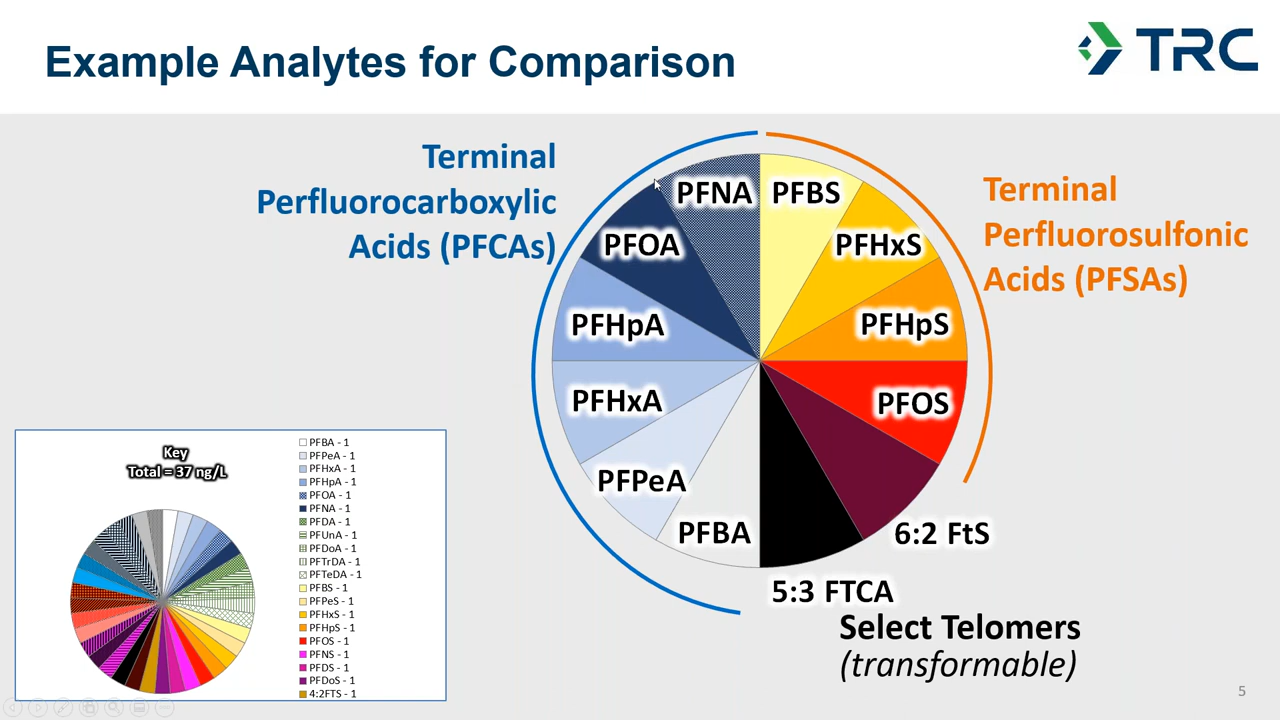 Example Analytes for Comparison
TRC
Terminal
Perfluorocarboxylic
Acids (PFCAs)
Terminal
Perfluorosulfonic
Acids (PFSAs)
PFNA
PFBS
PFOA
PFHxS
PFHpA
PFHpS
PFHxA
PFOS
PFPeA
PFBA
6:2 FtS
5:3 FTCA
Select Telomers
(transformable)
Key
Total = 37 ng/L
PFBA - 1
PFPeA - 1
PFHxA - 1
PFHpA - 1
PFOA - 1
PFNA - 1
PFDA - 1
PFUnA - 1
PFDoA - 1
PFTrDA - 1
PFTeDA - 1
PFBS - 1
PFPeS - 1
PFHxS - 1
PFHpS - 1
PFOS - 1
PFNS - 1
PFDS - 1
PFDoS - 1
4:2FTS - 1
5